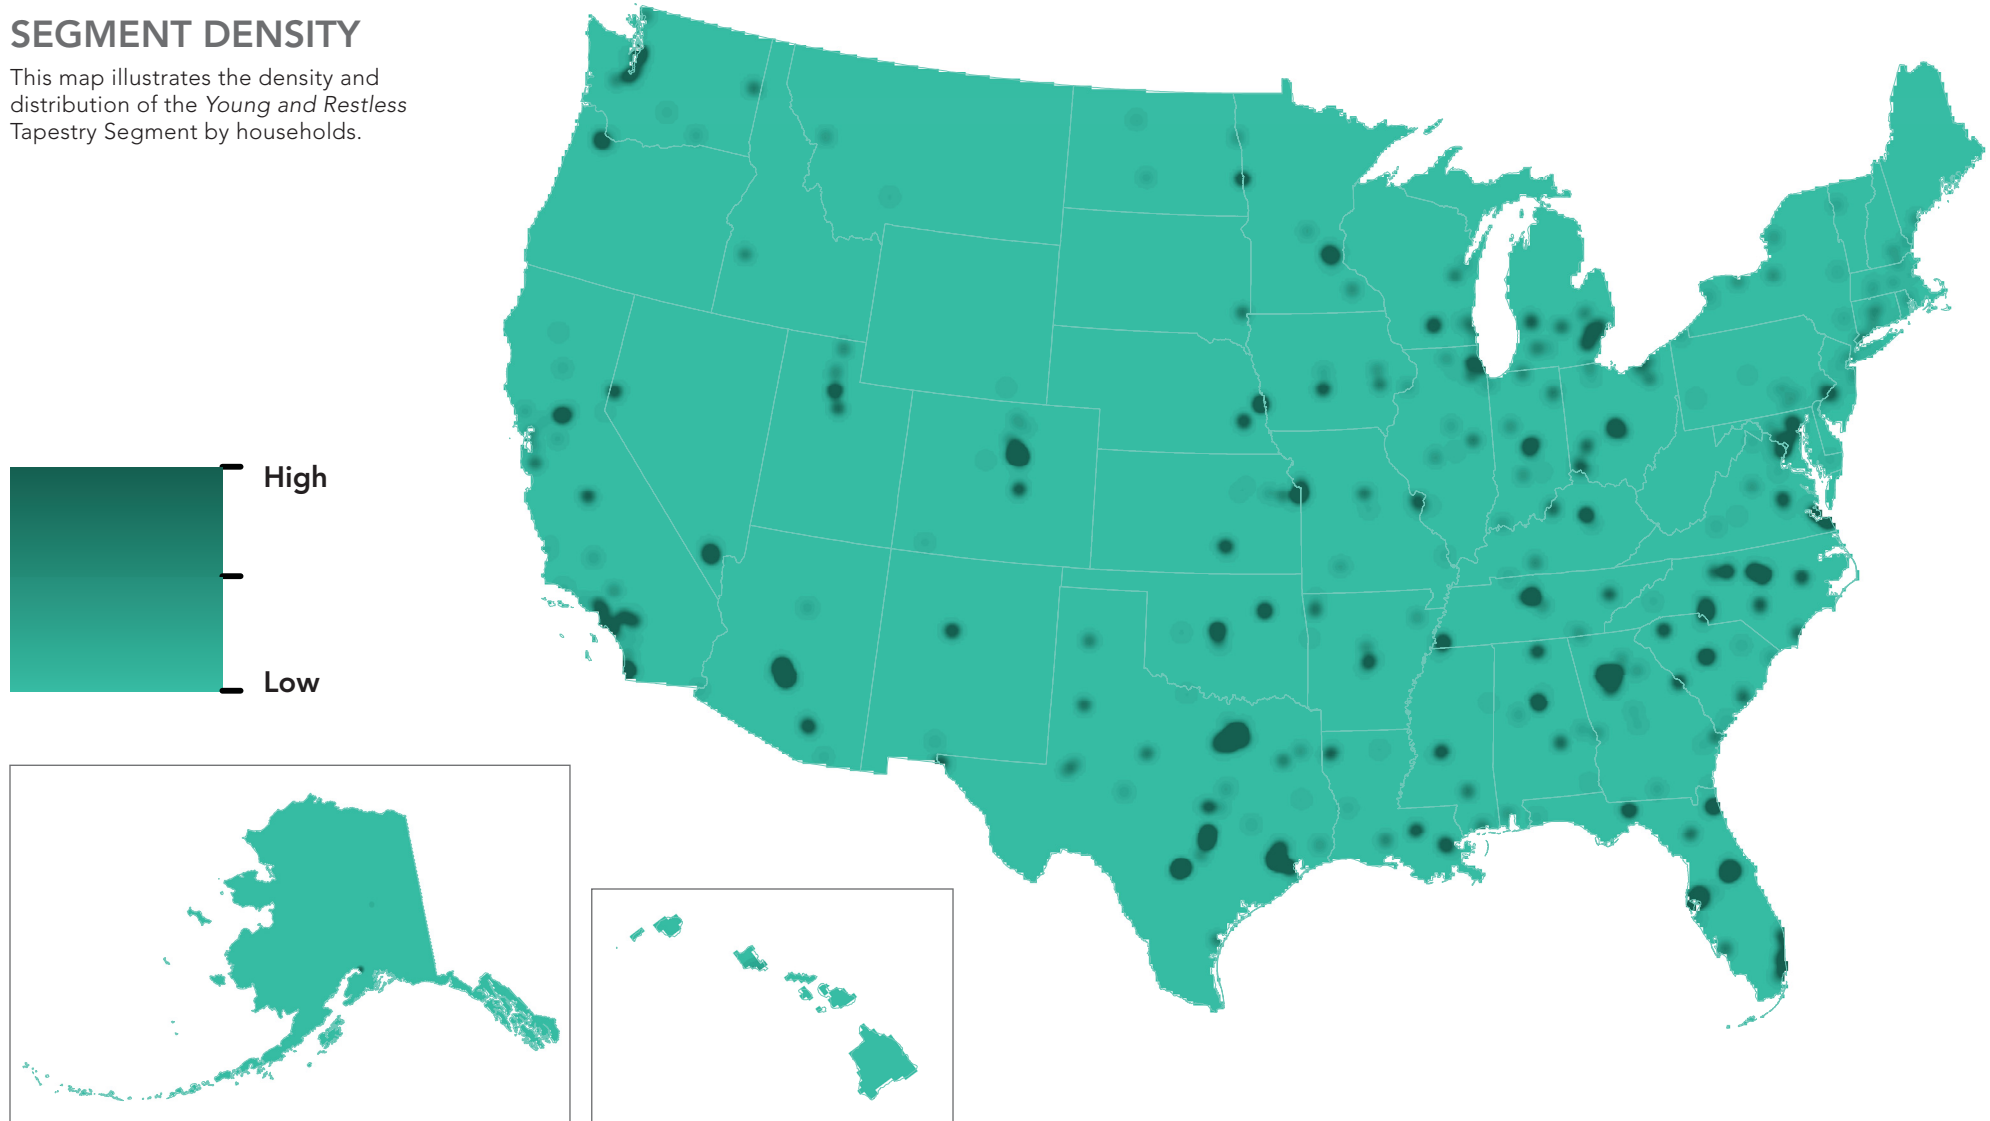 SEGMENT DENSITY
This map illustrates the density and
distribution of the Young and Restless
Tapestry Segment by households.
High
Low